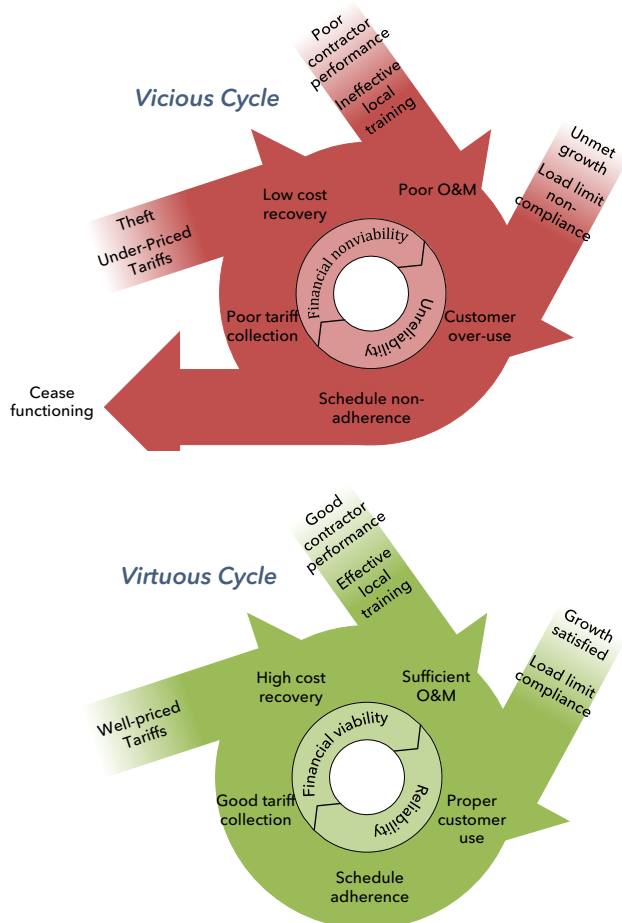 Vicious Cycle
Poor
contractor
performance
Ineffective
local
training
Unmet
growth
Load limit
non-
compliance
Theft
Under-Priced
Tariffs
Low cost
recovery
Poor O&M
Financial nonviability
Unreliability
Poor tariff
collection
Customer
over-use
Schedule non-
adherence
Cease
functioning
Virtuous Cycle
Good
contractor
performance
Effective
local
training
Growth
satisfied
Load limit
compliance
Well-priced
Tariffs
High cost
recovery
Sufficient
O&M
Financial viability
Reliability
Good tariff
collection
Proper
customer
use
Schedule
adherence